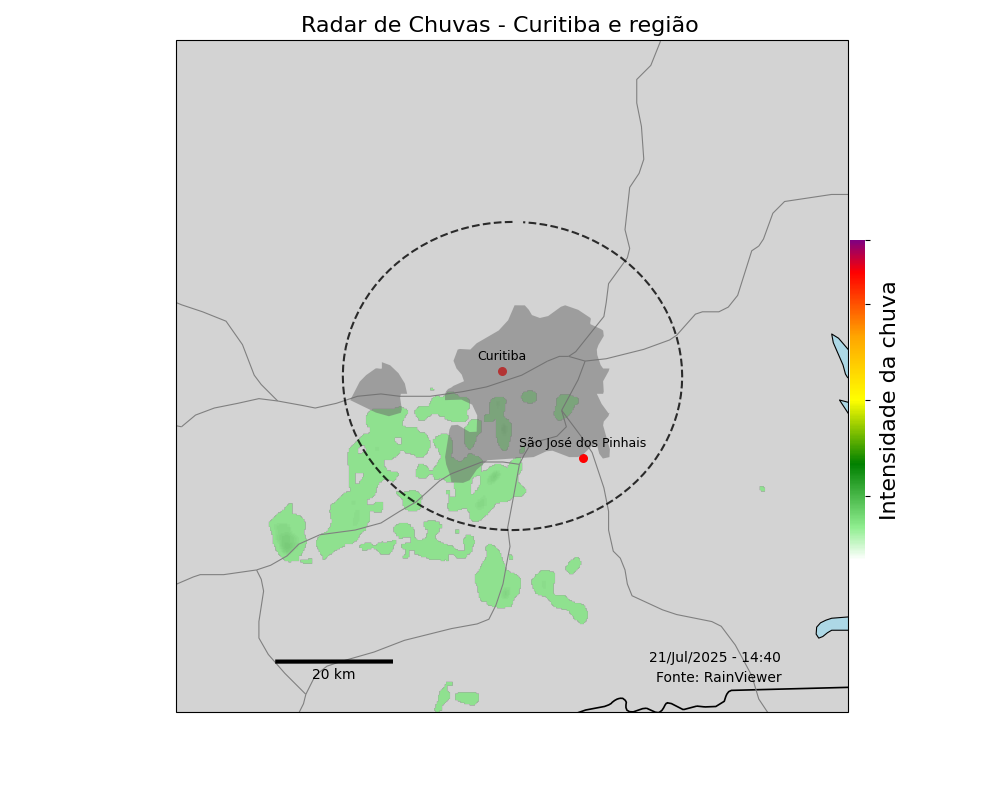 Radar de Chuvas - Curitiba e região
Curitiba
São José dos Pinhais
Intensidade da chuva
21/Jul/2025 - 14:40
20 km
Fonte: RainViewer